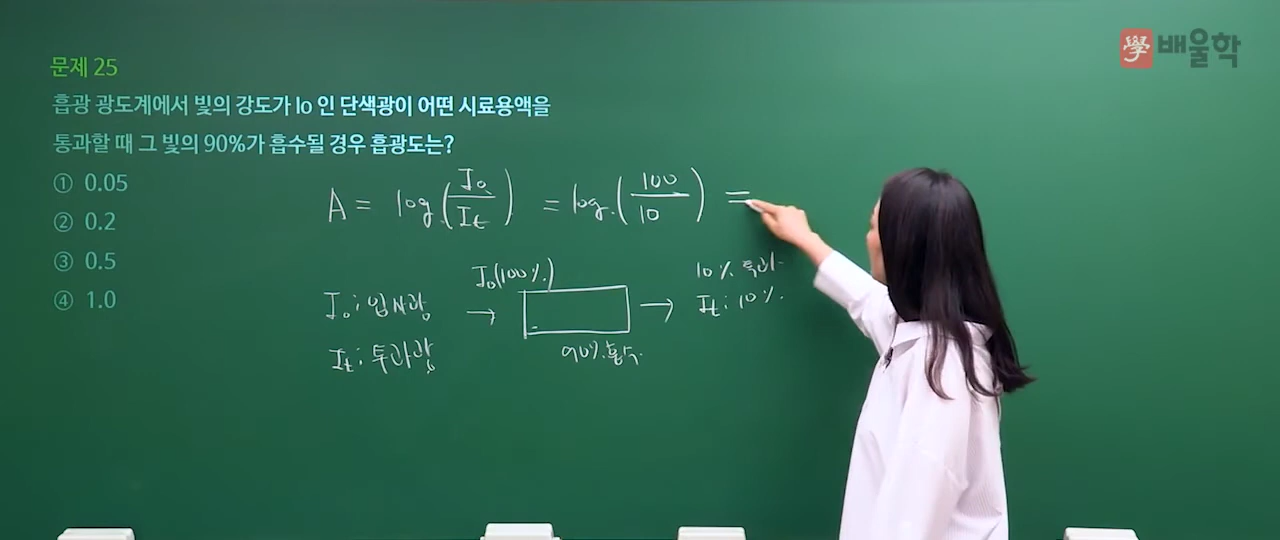 學 배울학
문제 25
흡광 광도계에서 빛의 강도가 Io 인 단색광이 어떤 시료용액을
통과할 때 그 빛의 90%가 흡수될 경우 흡광도는?
① 0.05
② 0.2
③ 0.5
④ 1.0
A = log(I₀/It) = log(100/10) =
I₀(100%)
10% 투과
I₀ : 입사광 → →
It : 10%
It : 투과광
90% 흡수